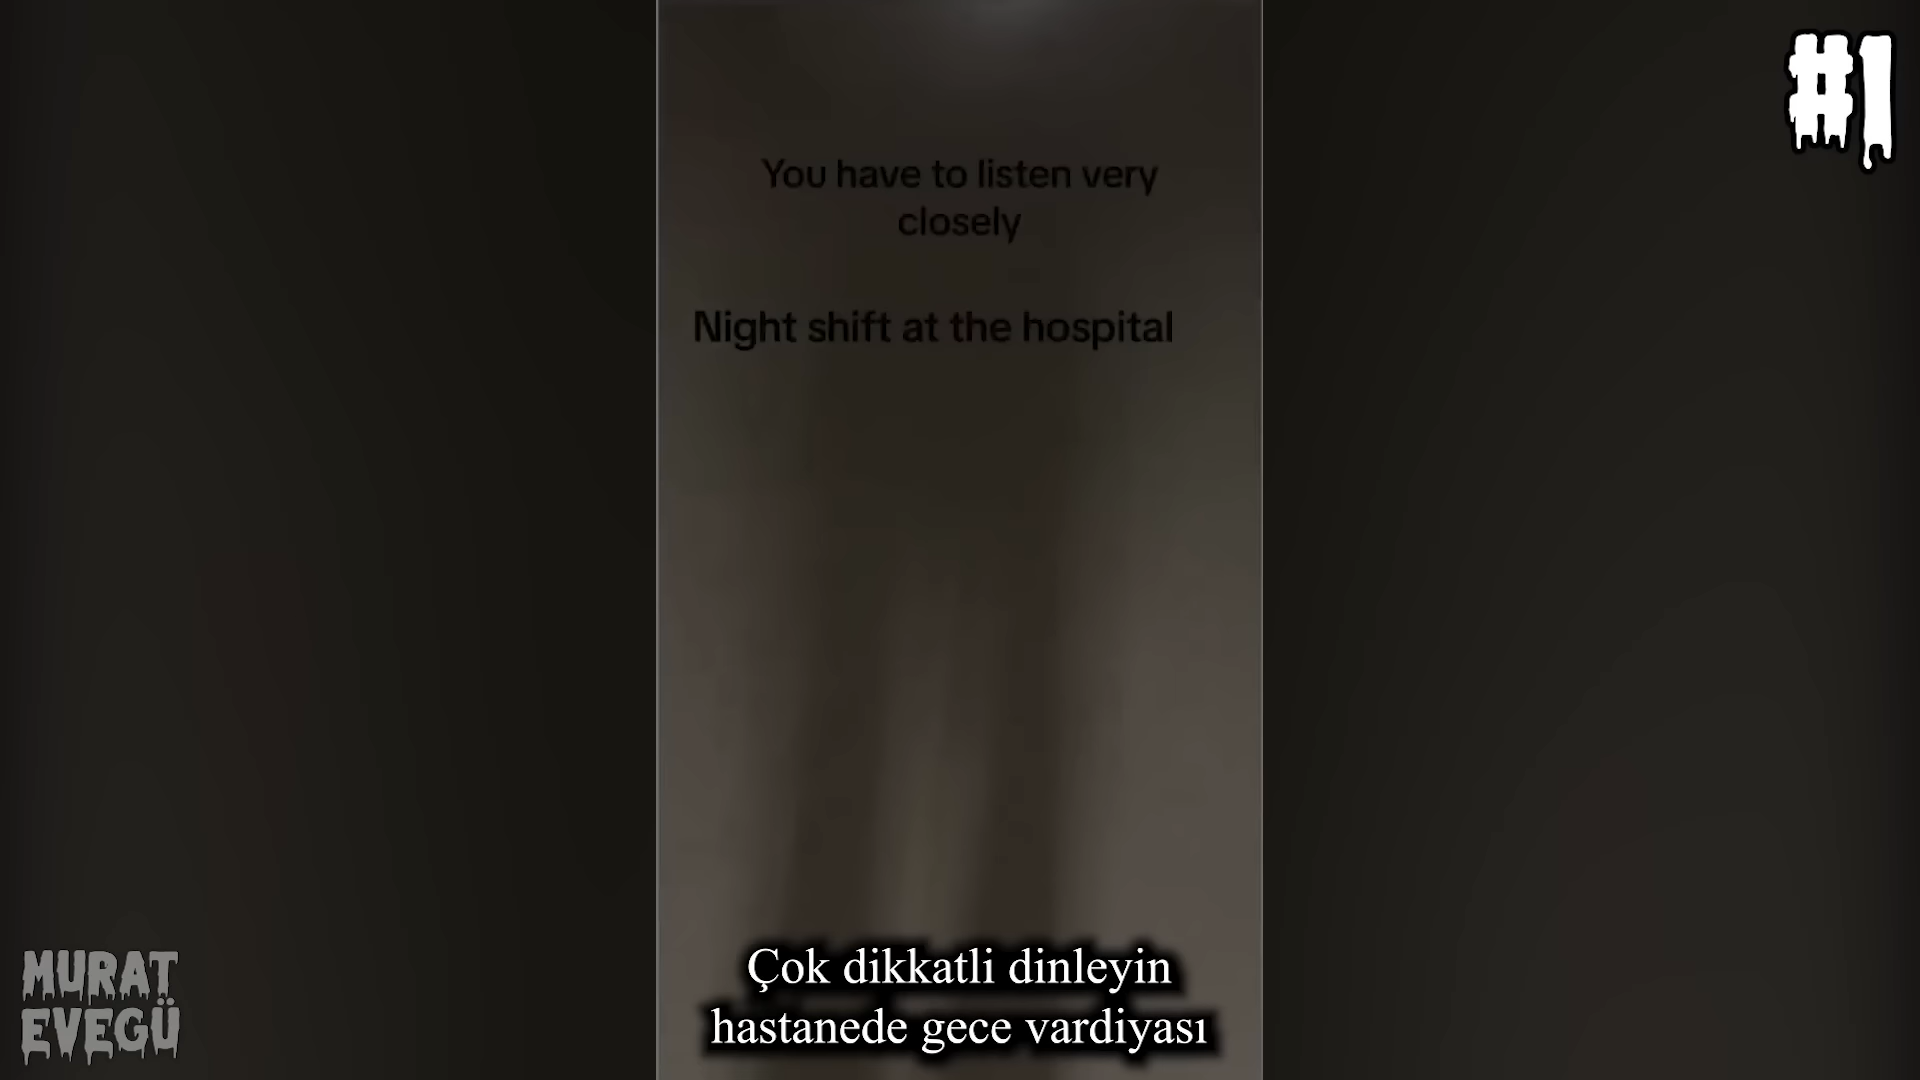 #1
You have to listen very
closely
Night shift at the hospital
Çok dikkatli dinleyin
hastanede gece vardiyası
MURAT
EVEGÜ